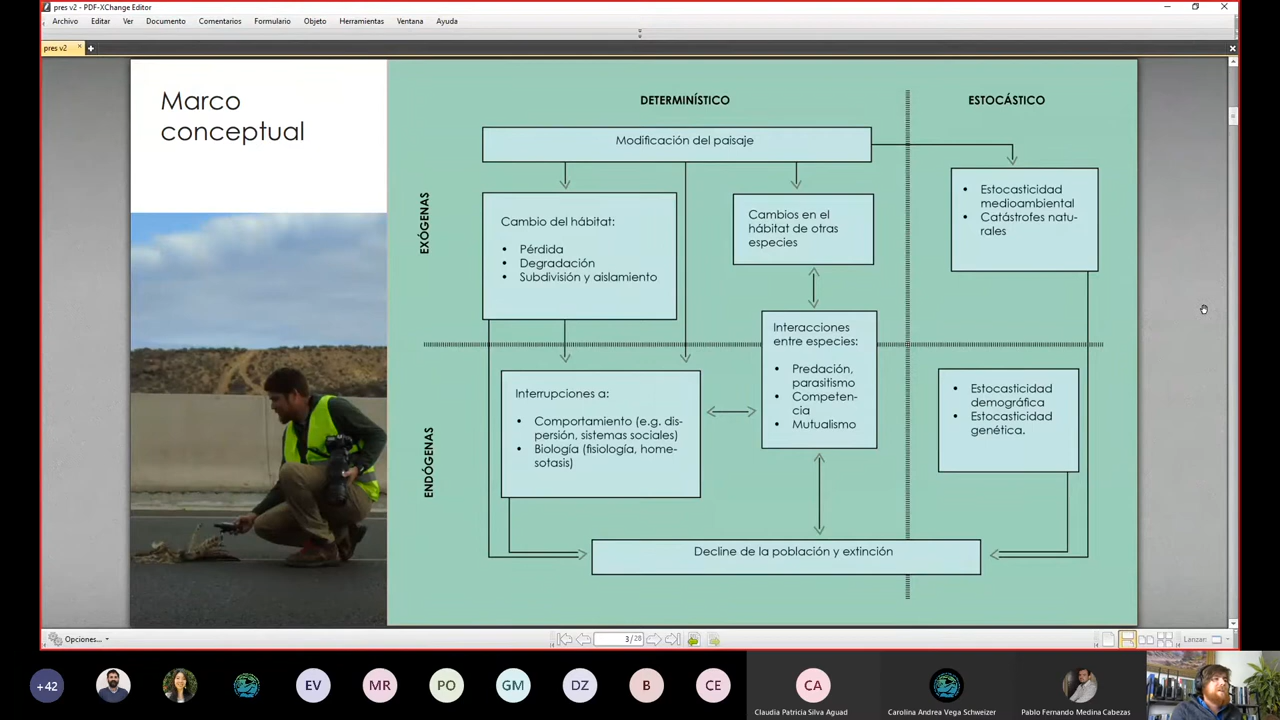 pres v2 - PDF-XChange Editor
Archivo Editar Ver Documento Comentarios Formulario Objeto Herramientas Ventana Ayuda
pres v2
Marco
conceptual
DETERMINÍSTICO
ESTOCÁSTICO
EXÓGENAS
ENDÓGENAS
Modificación del paisaje
Cambio del hábitat:
• Pérdida
• Degradación
• Subdivisión y aislamiento
Cambios en el
hábitat de otras
especies
• Estocasticidad
medioambiental
• Catástrofes natu-
rales
Interacciones
entre especies:
• Predación,
parasitismo
• Competen-
cia
• Mutualismo
Interrupciones a:
• Comportamiento (e.g. dis-
persión, sistemas sociales)
• Biología (fisiología, home-
sotasis)
• Estocasticidad
demográfica
• Estocasticidad
genética.
Decline de la población y extinción
Opciones...
3/28
Lanzar:
+42
EV
MR
PO
GM
DZ
B
CE
CA
Claudia Patricia Silva Aguad
Carolina Andrea Vega Schweizer
Pablo Fernando Medina Cabezas